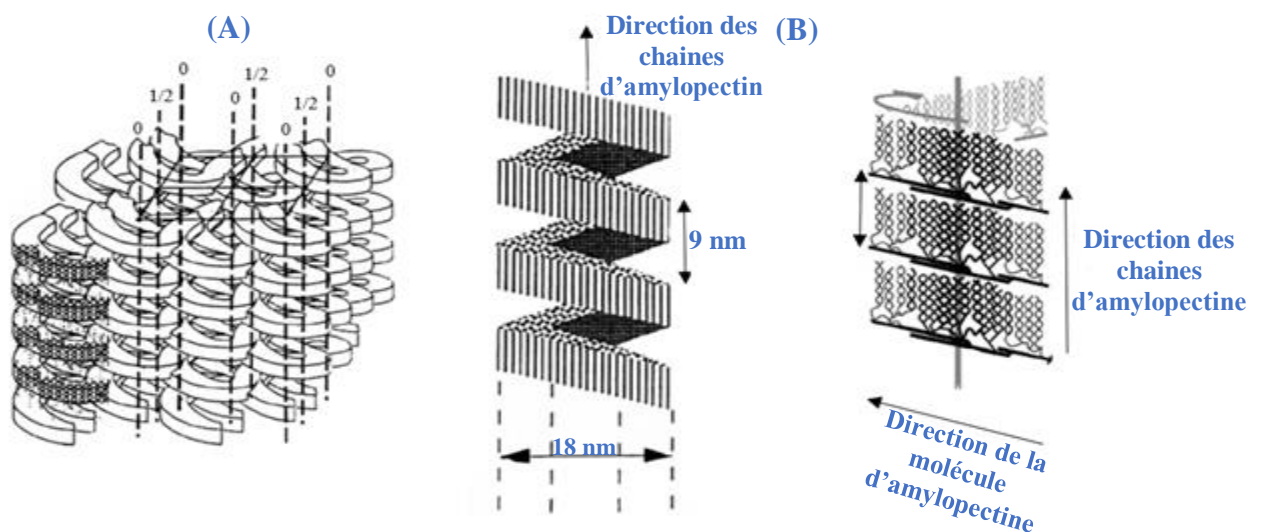 (A)
0
1/2
0
1/2
0
0
1/2
0
Direction des
chaines
d'amylopectin
(B)
9 nm
18 nm
Direction des
chaines
d'amylopectine
Direction de la
molécule
d'amylopectine